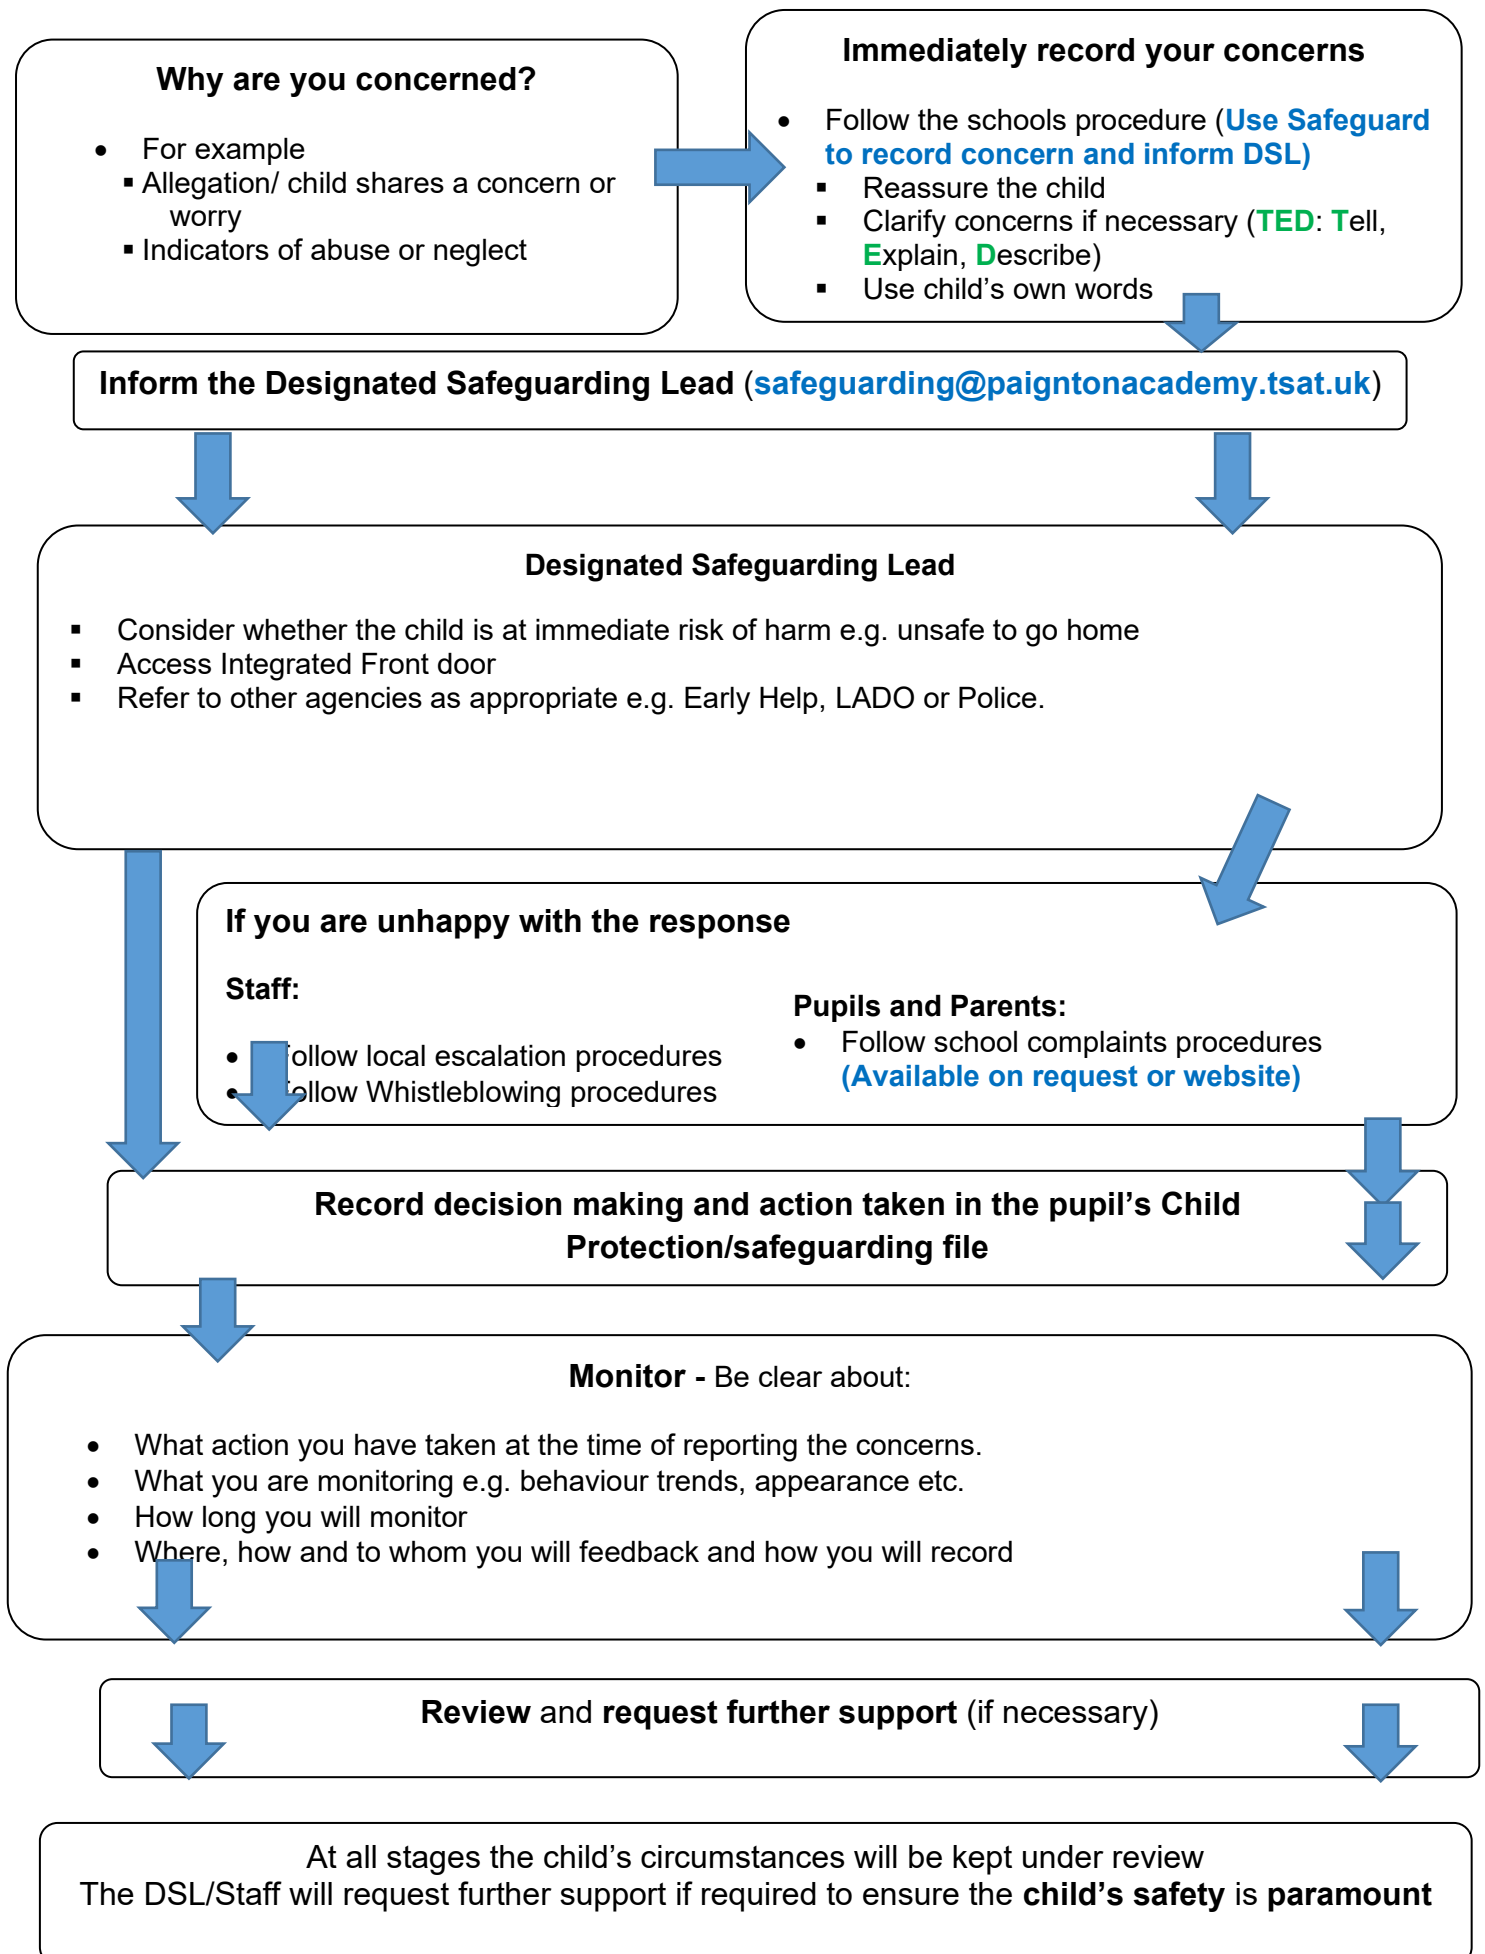 Why are you concerned?
• For example
▪ Allegation/ child shares a concern or
worry
▪ Indicators of abuse or neglect
Immediately record your concerns
• Follow the schools procedure (Use Safeguard
to record concern and inform DSL)
▪ Reassure the child
▪ Clarify concerns if necessary (TED: Tell,
Explain, Describe)
▪ Use child’s own words
Inform the Designated Safeguarding Lead (safeguarding@paigntonacademy.tsat.uk)
Designated Safeguarding Lead
▪ Consider whether the child is at immediate risk of harm e.g. unsafe to go home
▪ Access Integrated Front door
▪ Refer to other agencies as appropriate e.g. Early Help, LADO or Police.
If you are unhappy with the response
Staff:
• Follow local escalation procedures
• Follow Whistleblowing procedures
Pupils and Parents:
• Follow school complaints procedures
(Available on request or website)
Record decision making and action taken in the pupil’s Child
Protection/safeguarding file
Monitor - Be clear about:
• What action you have taken at the time of reporting the concerns.
• What you are monitoring e.g. behaviour trends, appearance etc.
• How long you will monitor
• Where, how and to whom you will feedback and how you will record
Review and request further support (if necessary)
At all stages the child’s circumstances will be kept under review
The DSL/Staff will request further support if required to ensure the child’s safety is paramount